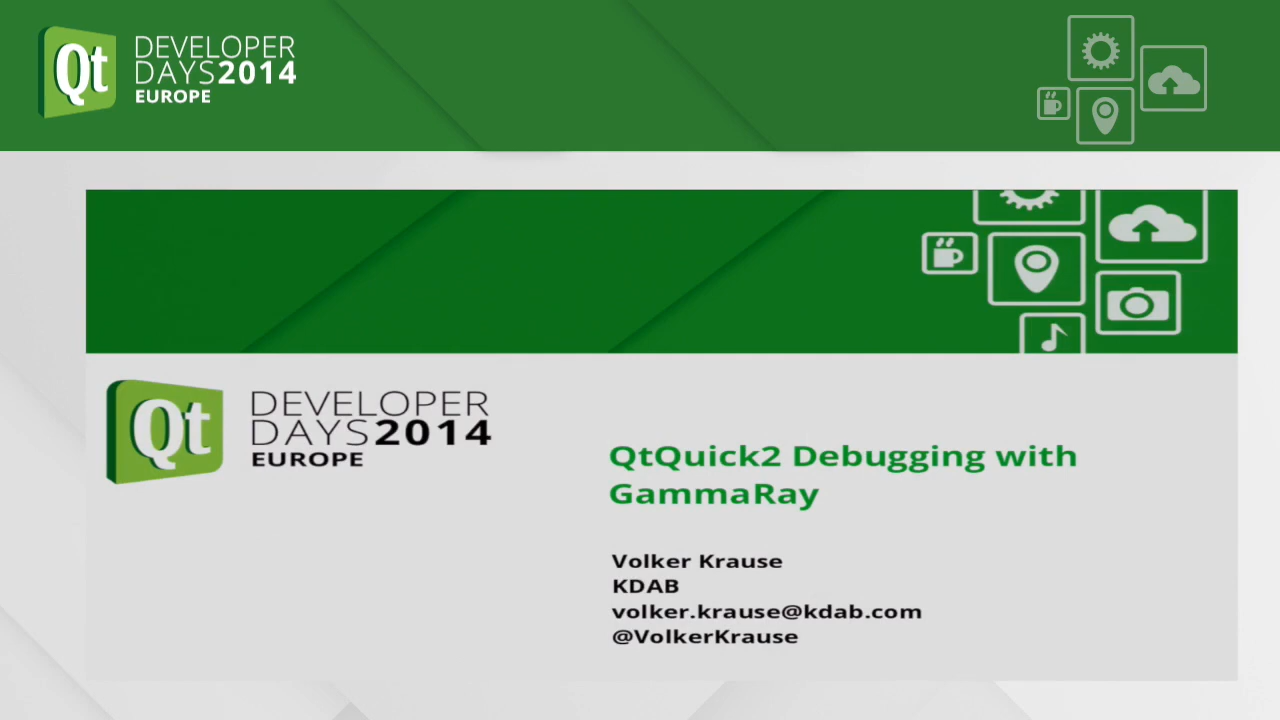 Qt
DEVELOPER
DAYS2014
EUROPE
Qt
DEVELOPER
DAYS2014
EUROPE
QtQuick2 Debugging with
GammaRay
Volker Krause
KDAB
volker.krause@kdab.com
@VolkerKrause